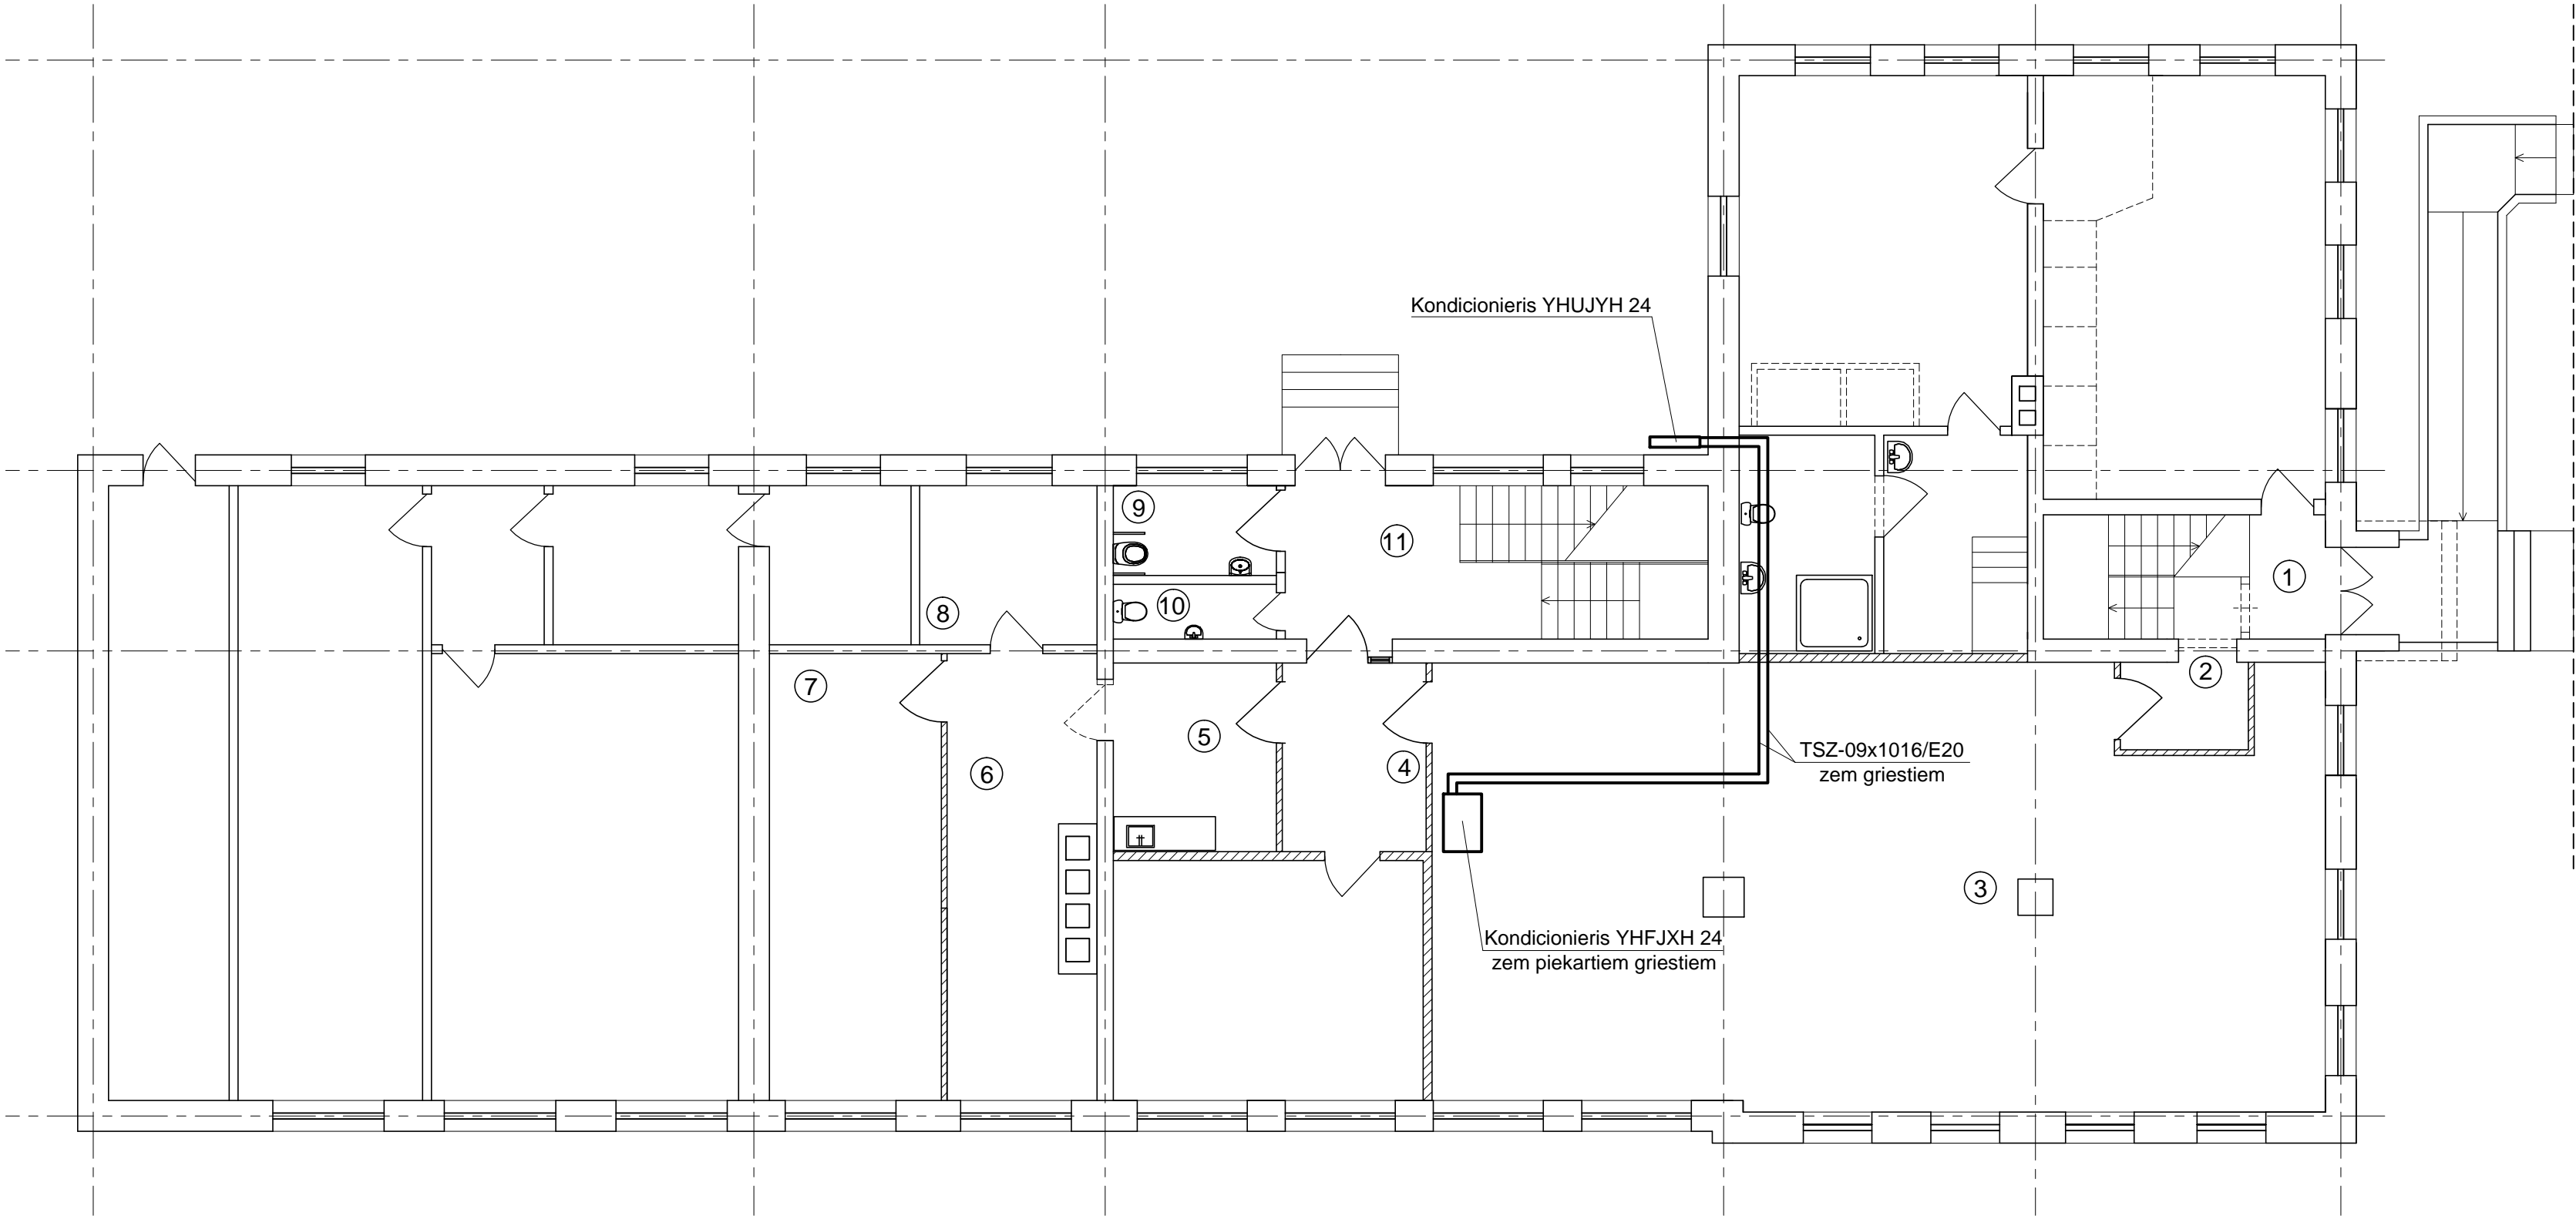 Kondicionieris YHUJYH 24
9
11
1
10
8
2
7
5
TSZ-09x1016/E20
zem griestiem
4
6
3
Kondicionieris YHFJXH 24
zem piekartiem griestiem